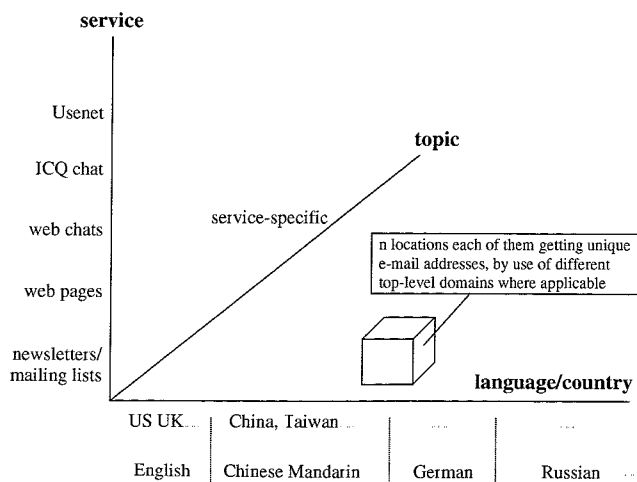 service
Usenet
topic
ICQ chat
service-specific
web chats
n locations each of them getting unique
e-mail addresses, by use of different
top-level domains where applicable
web pages
newsletters/
mailing lists
language/country
US UK..... China, Taiwan ..... ..... .....
English Chinese Mandarin German Russian ...